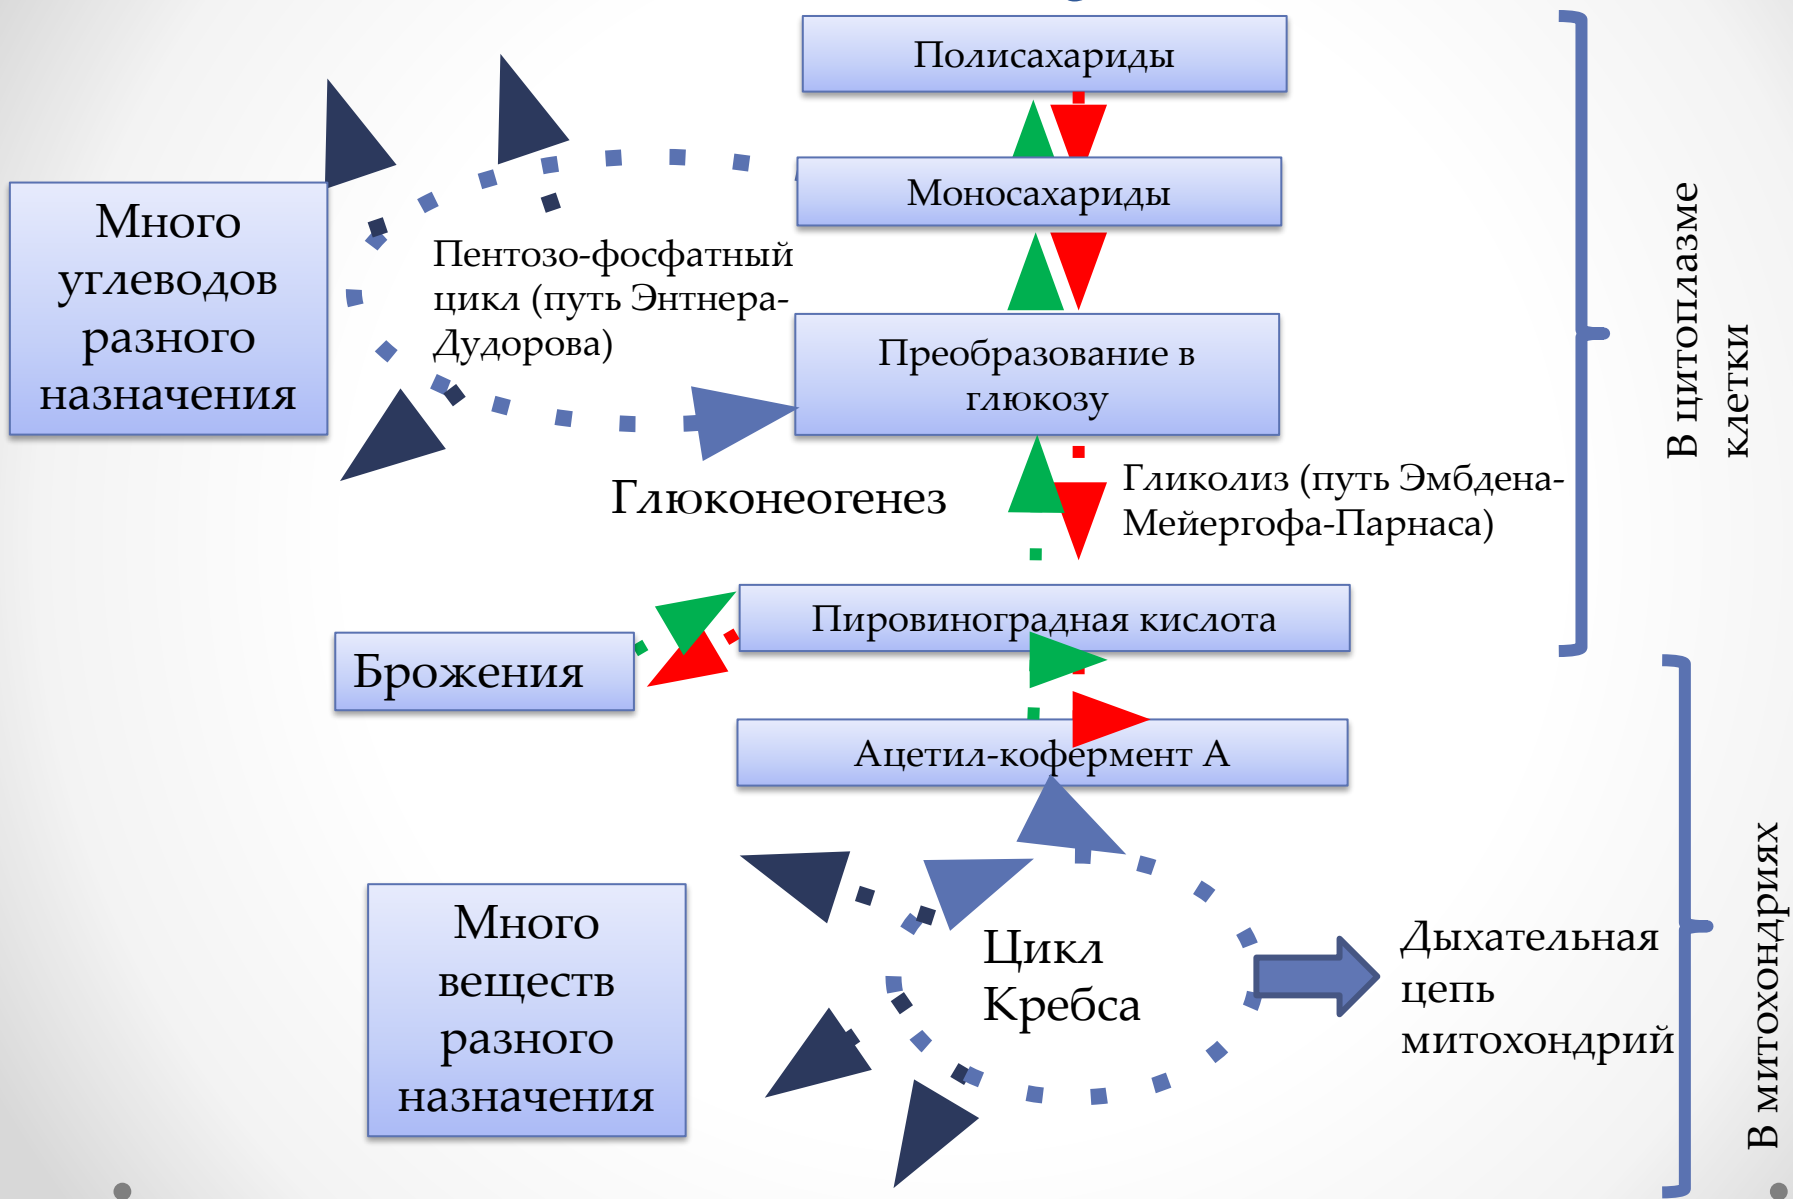 Полисахариды
Моносахариды
Много
углеводов
разного
назначения
Пентозо-фосфатный
цикл (путь Энтнера-
Дудорова)
Преобразование в
глюкозу
В цитоплазме
клетки
Глюконеогенез
Гликолиз (путь Эмбдена-
Мейергофа-Парнаса)
Пировиноградная кислота
Брожения
Ацетил-кофермент А
Много
веществ
разного
назначения
Цикл
Кребса
Дыхательная
цепь
митохондрий
В митохондриях